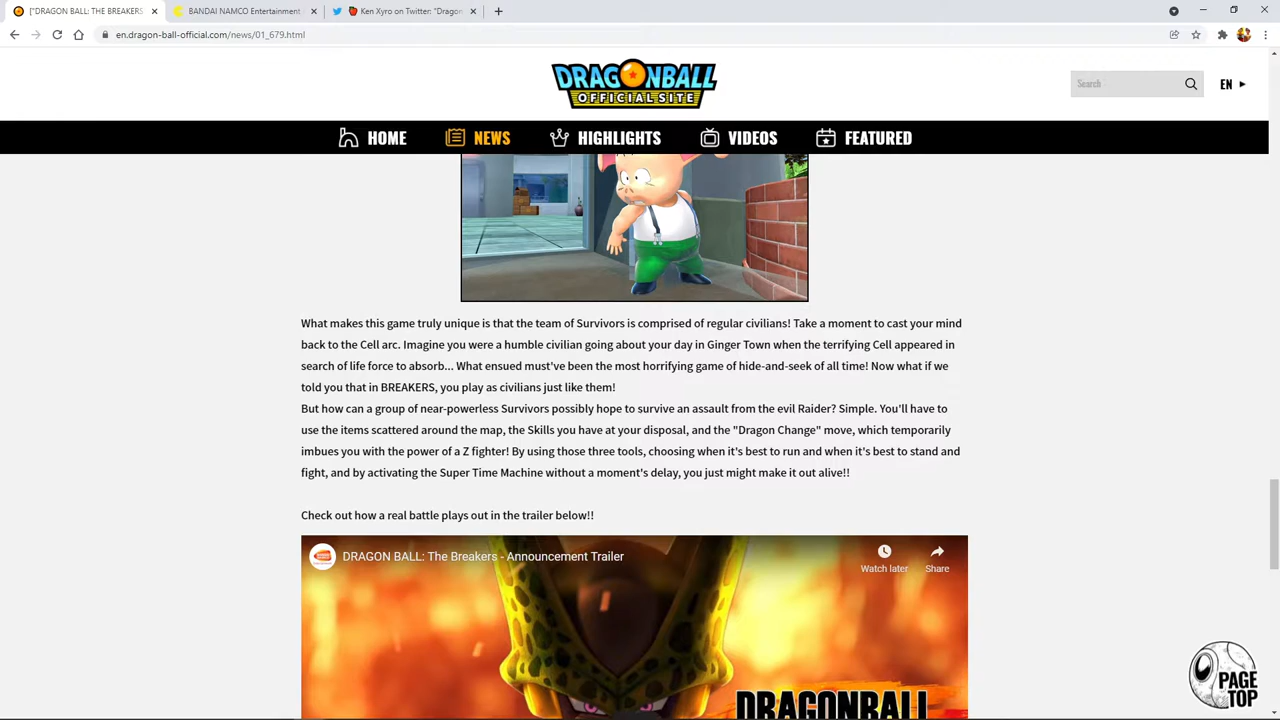 ["DRAGON BALL: THE BREAKERS
BANDAI NAMCO Entertainment
Ken Xyro on Twitter: "Dragon
en.dragon-ball-official.com/news/01_679.html
DRAGONBALL
OFFICIAL SITE
Search
EN
HOME
NEWS
HIGHLIGHTS
VIDEOS
FEATURED
What makes this game truly unique is that the team of Survivors is comprised of regular civilians! Take a moment to cast your mind
back to the Cell arc. Imagine you were a humble civilian going about your day in Ginger Town when the terrifying Cell appeared in
search of life force to absorb... What ensued must've been the most horrifying game of hide-and-seek of all time! Now what if we
told you that in BREAKERS, you play as civilians just like them!
But how can a group of near-powerless Survivors possibly hope to survive an assault from the evil Raider? Simple. You'll have to
use the items scattered around the map, the Skills you have at your disposal, and the "Dragon Change" move, which temporarily
imbues you with the power of a Z fighter! By using those three tools, choosing when it's best to run and when it's best to stand and
fight, and by activating the Super Time Machine without a moment's delay, you just might make it out alive!!
Check out how a real battle plays out in the trailer below!!
DRAGON BALL: The Breakers - Announcement Trailer
Watch later
Share
DRAGONBALL
PAGE
TOP